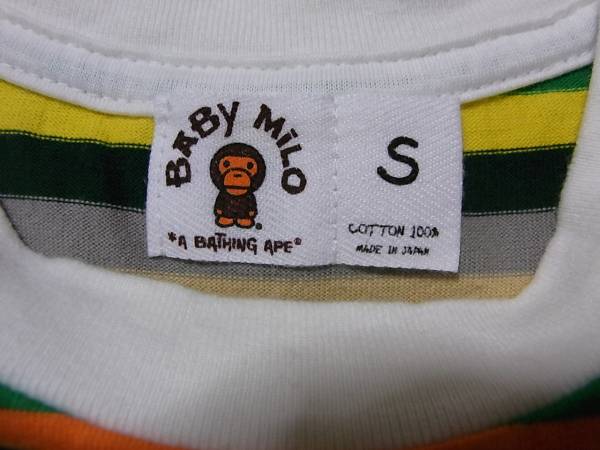 BABY MiLO
®
*A BATHING APE®
S
COTTON 100%
MADE IN JAPAN